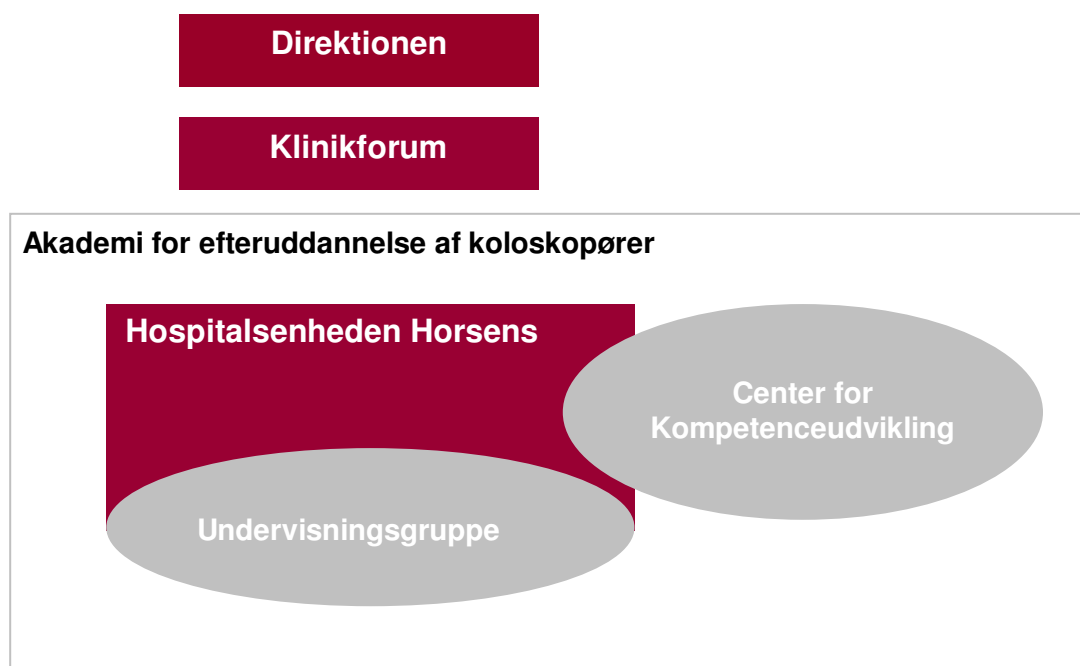 Direktionen
Klinikforum
Akademi for efteruddannelse af koloskopører
Hospitalsenheden Horsens
Center for
Kompetenceudvikling
Undervisningsgruppe